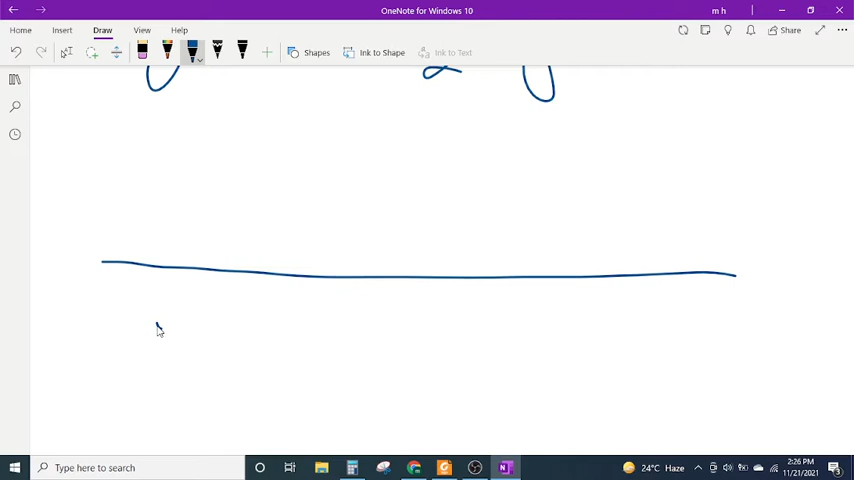 OneNote for Windows 10
m h
Home
Insert
Draw
View
Help
Share
Shapes
Ink to Shape
Ink to Text
Type here to search
24°C Haze
2:26 PM
11/21/2021
3